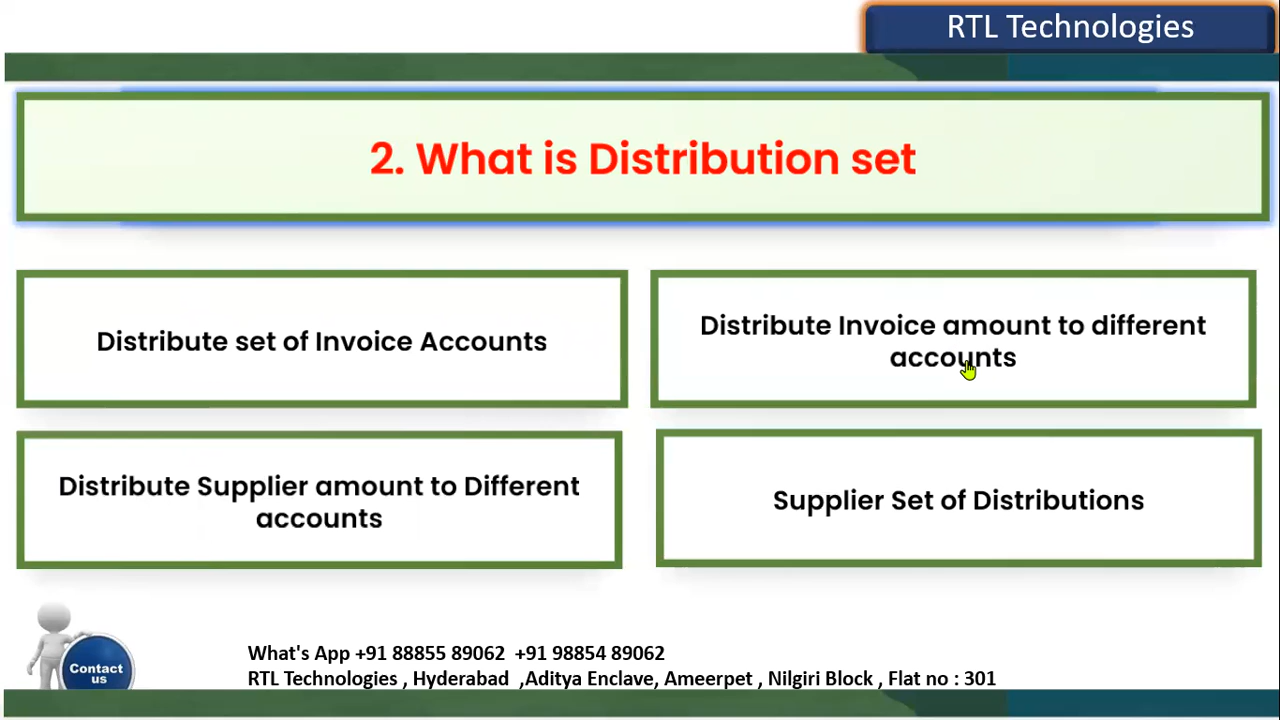 RTL Technologies
2. What is Distribution set
Distribute set of Invoice Accounts
Distribute Invoice amount to different
accounts
Distribute Supplier amount to Different
accounts
Supplier Set of Distributions
Contact
us
What's App +91 88855 89062 +91 98854 89062
RTL Technologies , Hyderabad ,Aditya Enclave, Ameerpet , Nilgiri Block , Flat no : 301